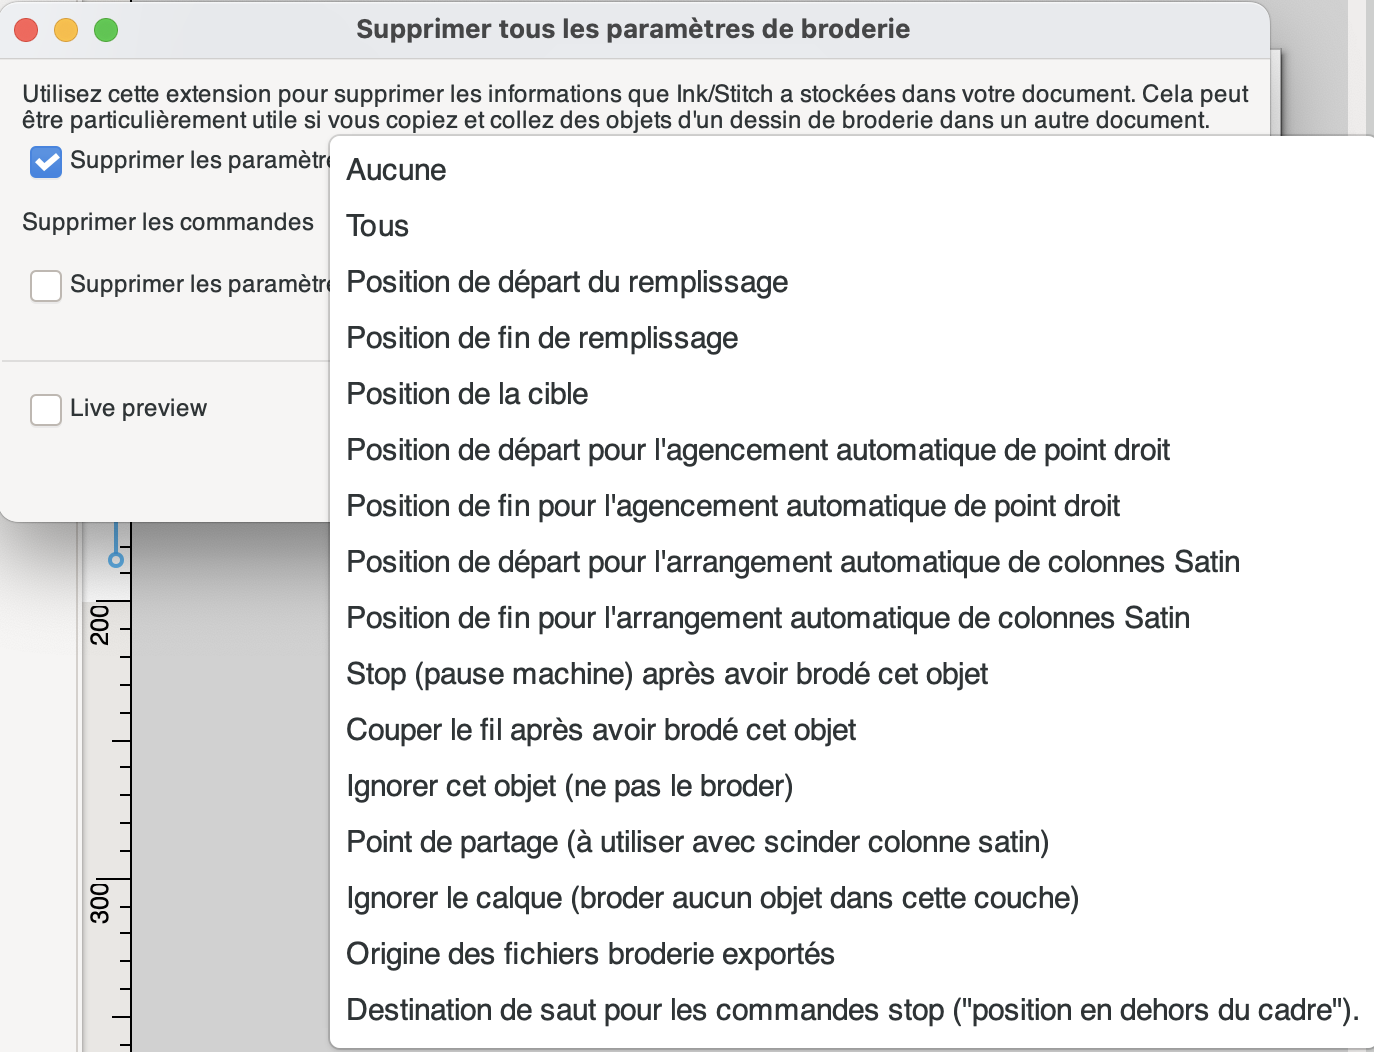 Supprimer tous les paramètres de broderie
Utilisez cette extension pour supprimer les informations que Ink/Stitch a stockées dans votre document. Cela peut
être particulièrement utile si vous copiez et collez des objets d'un dessin de broderie dans un autre document.
Supprimer les paramètre
Aucune
Tous
Supprimer les commandes
Supprimer les paramètre
Position de départ du remplissage
Position de fin de remplissage
Position de la cible
Live preview
Position de départ pour l'agencement automatique de point droit
Position de fin pour l'agencement automatique de point droit
Position de départ pour l'arrangement automatique de colonnes Satin
Position de fin pour l'arrangement automatique de colonnes Satin
200
Stop (pause machine) après avoir brodé cet objet
Couper le fil après avoir brodé cet objet
Ignorer cet objet (ne pas le broder)
Point de partage (à utiliser avec scinder colonne satin)
Ignorer le calque (broder aucun objet dans cette couche)
300
Origine des fichiers broderie exportés
Destination de saut pour les commandes stop ("position en dehors du cadre").